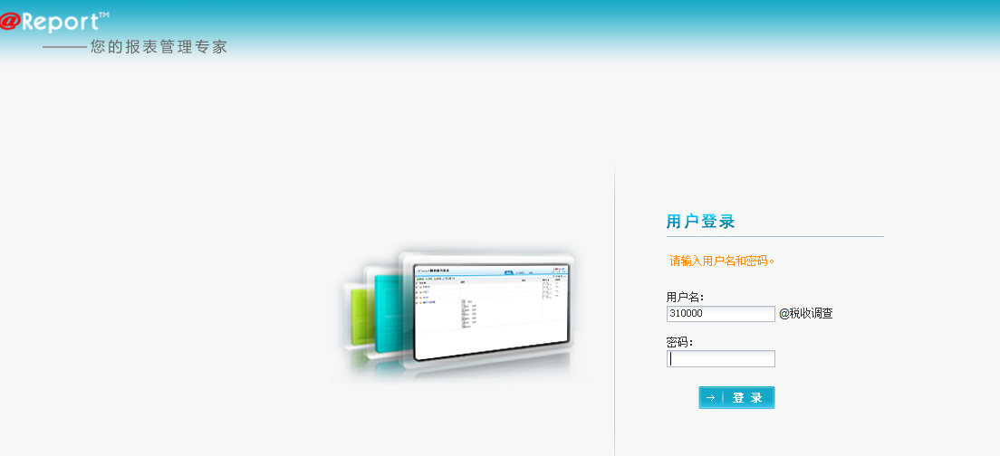 @Report™
您的报表管理专家
用户登录
请输入用户名和密码。
用户名：
310000 @税收调查
密码：
登 录